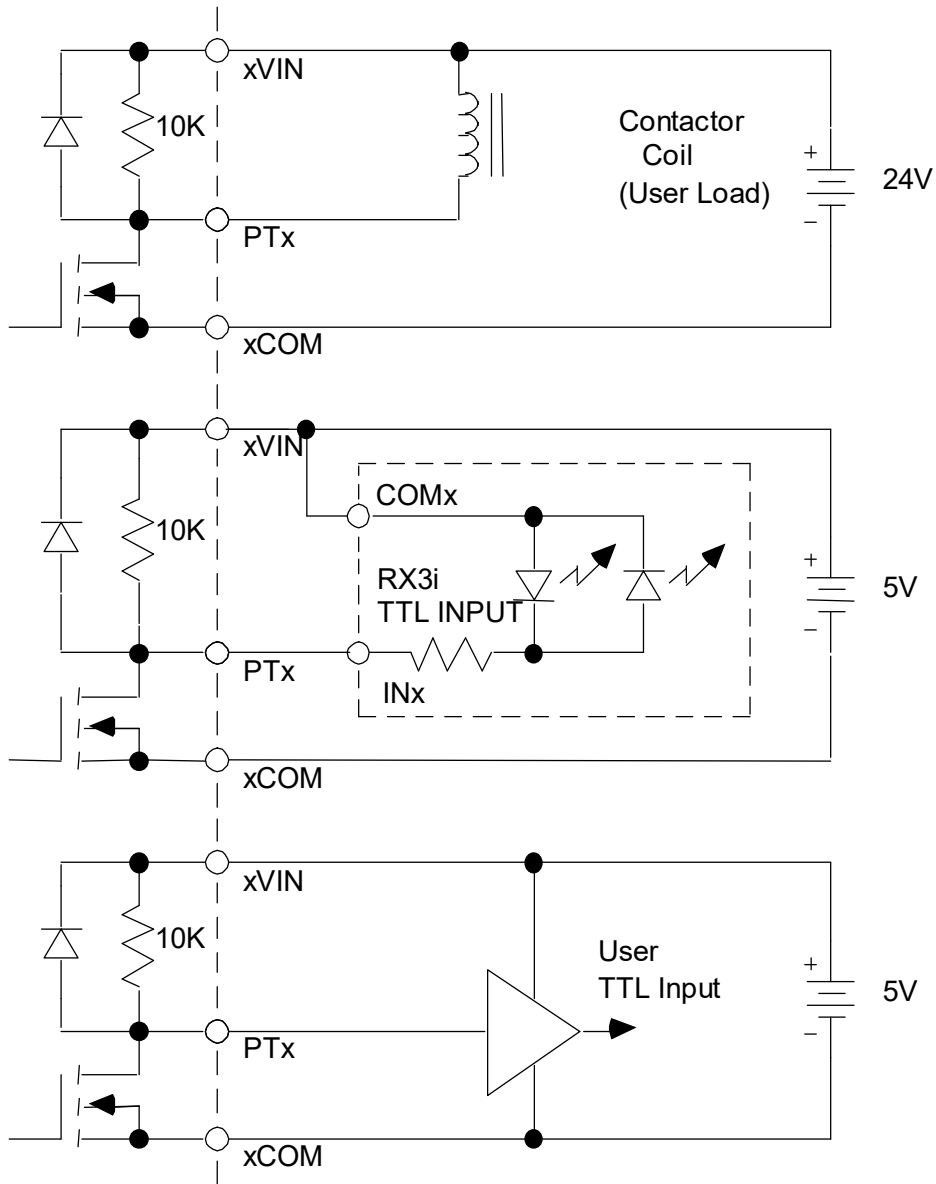 xVIN
10K
Contactor
Coil
(User Load)
+
24V
−
PTx
xCOM
xVIN
COMx
10K
RX3i
TTL INPUT
+
5V
−
PTx
INx
xCOM
xVIN
10K
User
TTL Input
+
5V
−
PTx
xCOM